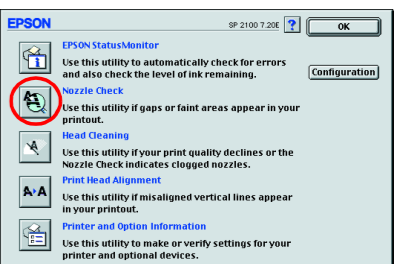 EPSON SP 2100 7.20E ? OK
EPSON StatusMonitor
Use this utility to automatically check for errors
and also check the level of ink remaining.
Configuration
Nozzle Check
Use this utility if gaps or faint areas appear in your
printout.
Head Cleaning
Use this utility if your print quality declines or the
Nozzle Check indicates clogged nozzles.
Print Head Alignment
Use this utility if misaligned vertical lines appear
in your printout.
Printer and Option Information
Use this utility to make or verify settings for your
printer and optional devices.